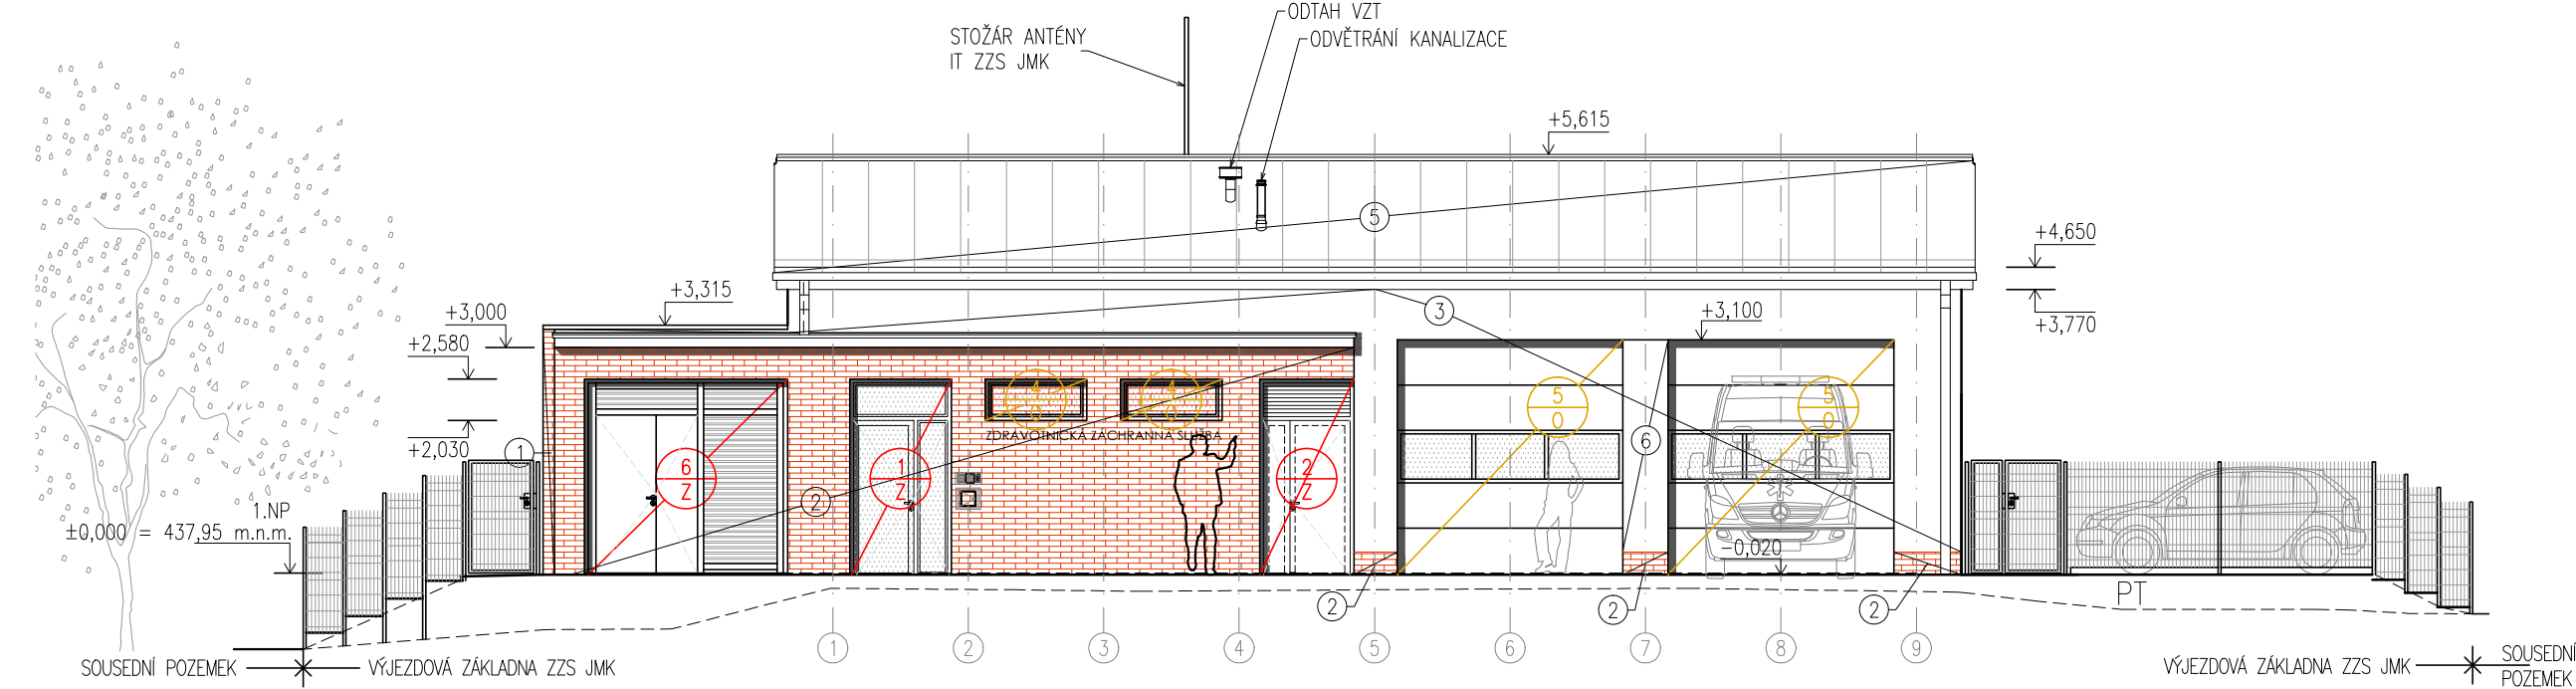 ODTAH VZT
ODVĚTRÁNÍ KANALIZACE
STOŽÁR ANTÉNY
IT ZZS JMK
+5,615
5
+4,650
+3,770
+3,315
+3,000
+2,580
+2,030
3
+3,100
4
O
4
O
5
O
5
O
ZDRAVOTNICKÁ ZÁCHRANNÁ SLUŽBA
6
1
6
Z
1
Z
2
Z
2
1.NP
±0,000 = 437,95 m.n.m.
-0,020
PT
2
2
2
1
2
3
4
5
6
7
8
9
SOUSEDNÍ POZEMEK
VÝJEZDOVÁ ZÁKLADNA ZZS JMK
VÝJEZDOVÁ ZÁKLADNA ZZS JMK
SOUSEDNÍ
POZEMEK